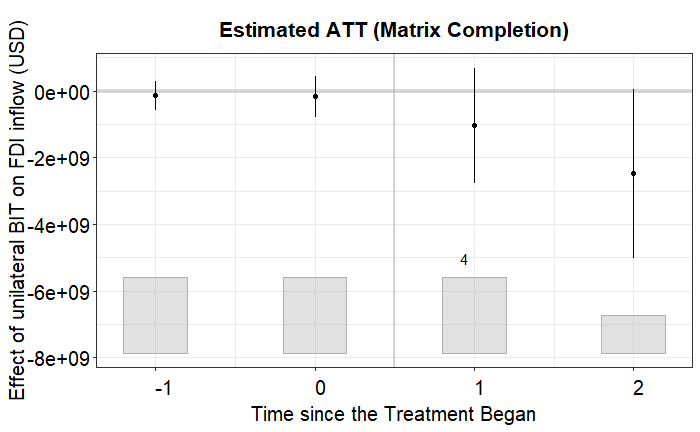 Estimated ATT (Matrix Completion)
Effect of unilateral BIT on FDI inflow (USD)
0e+00
-2e+09
-4e+09
-6e+09
-8e+09
4
-1
0
1
2
Time since the Treatment Began